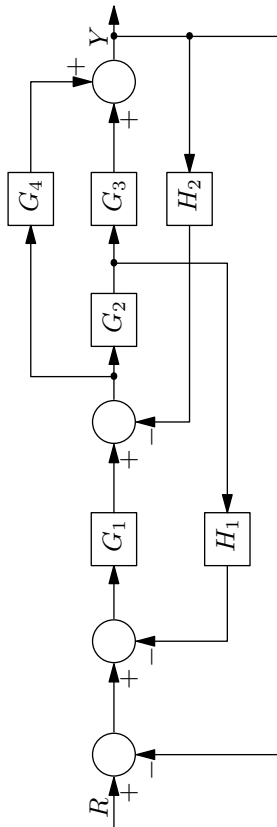 R
+
−
+
−
G₁
+
−
G₂
G₃
G₄
+
+
Y
H₁
H₂